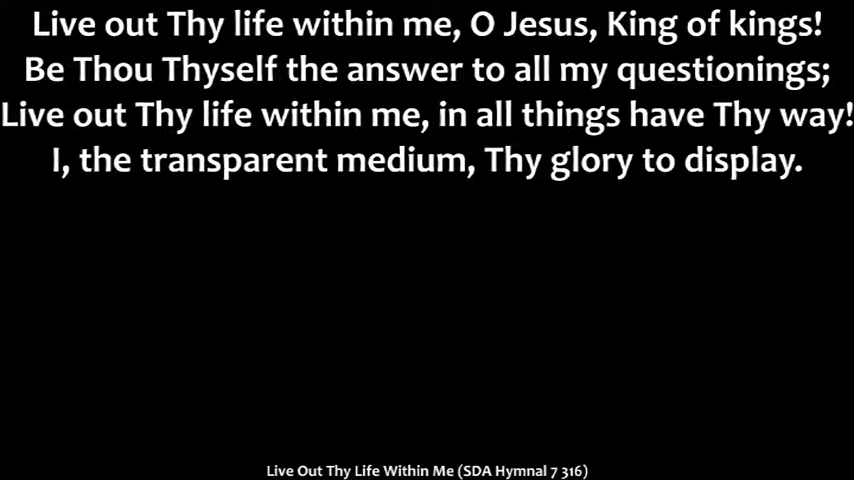 Live out Thy life within me, O Jesus, King of kings!
Be Thou Thyself the answer to all my questionings;
Live out Thy life within me, in all things have Thy way!
I, the transparent medium, Thy glory to display.
Live Out Thy Life Within Me (SDA Hymnal 7 316)